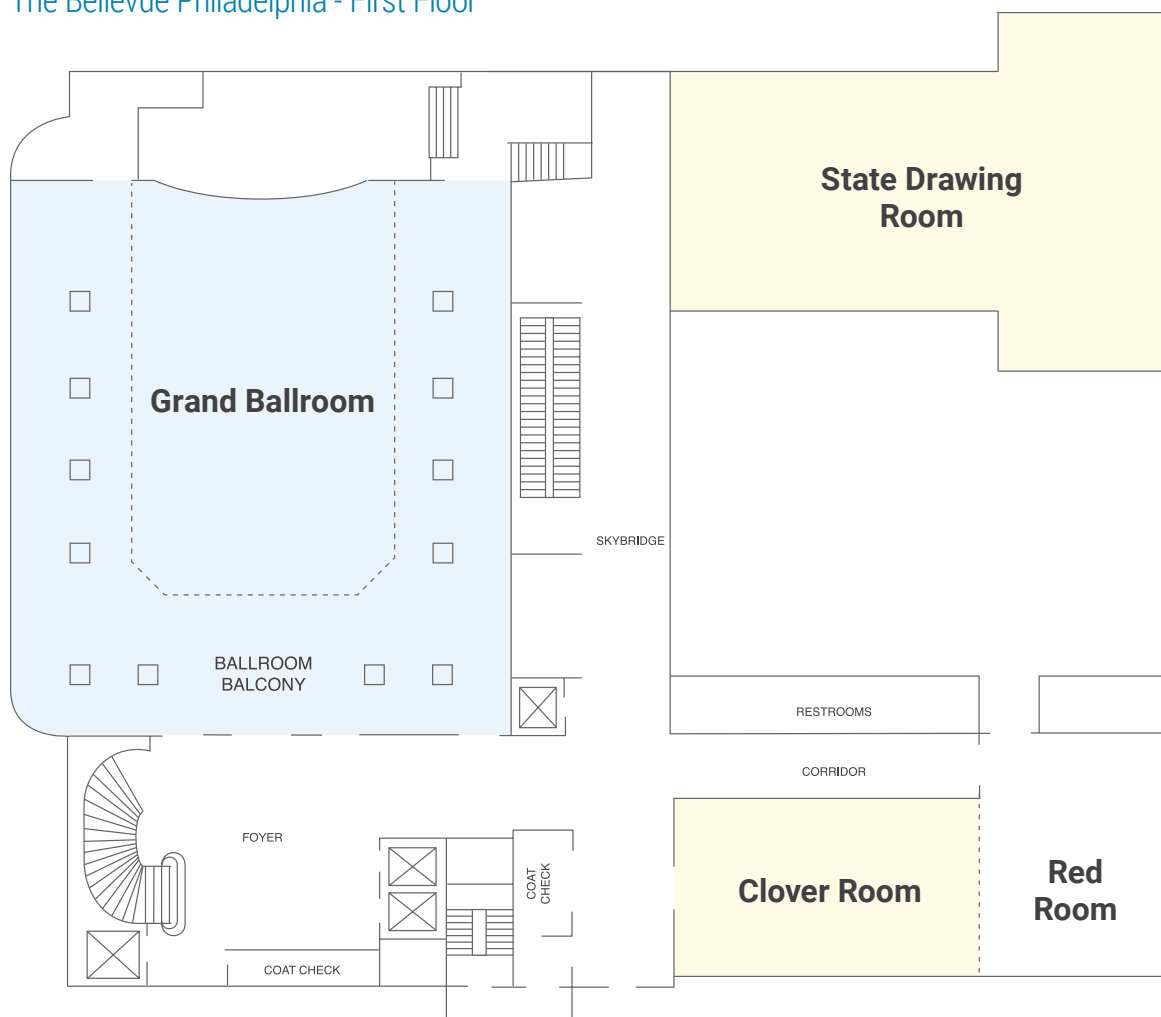 The Bellevue Philadelphia - First Floor
State Drawing
Room
Grand Ballroom
SKYBRIDGE
BALLROOM
BALCONY
RESTROOMS
CORRIDOR
FOYER
COAT
CHECK
Clover Room
Red
Room
COAT CHECK